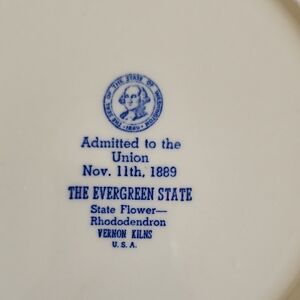 THE SEAL OF THE STATE OF WASHINGTON
1889
Admitted to the
Union
Nov. 11th, 1889
THE EVERGREEN STATE
State Flower—
Rhododendron
VERNON KILNS
U.S.A.